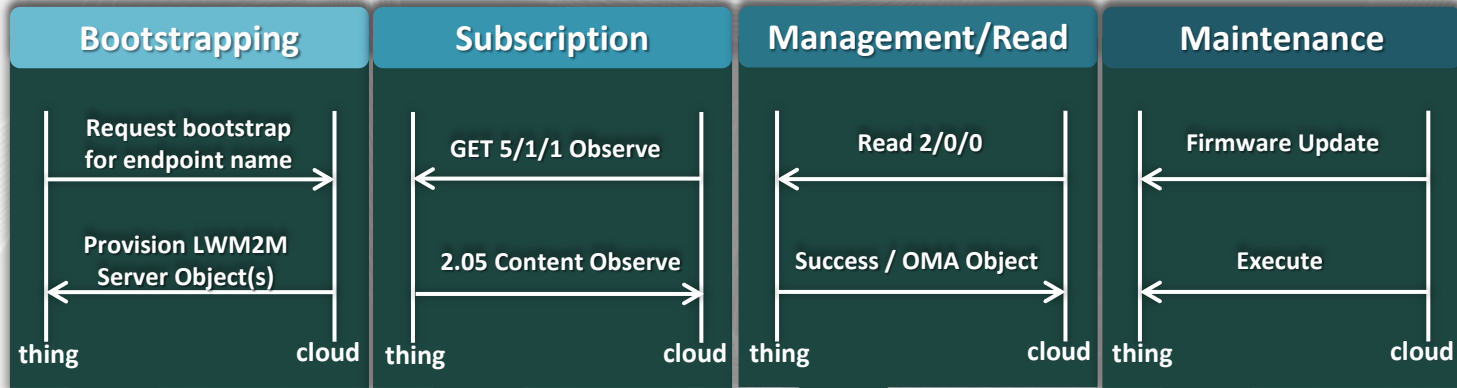 Bootstrapping
Request bootstrap
for endpoint name
Provision LWM2M
Server Object(s)
thing
cloud
Subscription
GET 5/1/1 Observe
2.05 Content Observe
thing
cloud
Management/Read
Read 2/0/0
Success / OMA Object
thing
cloud
Maintenance
Firmware Update
Execute
thing
cloud